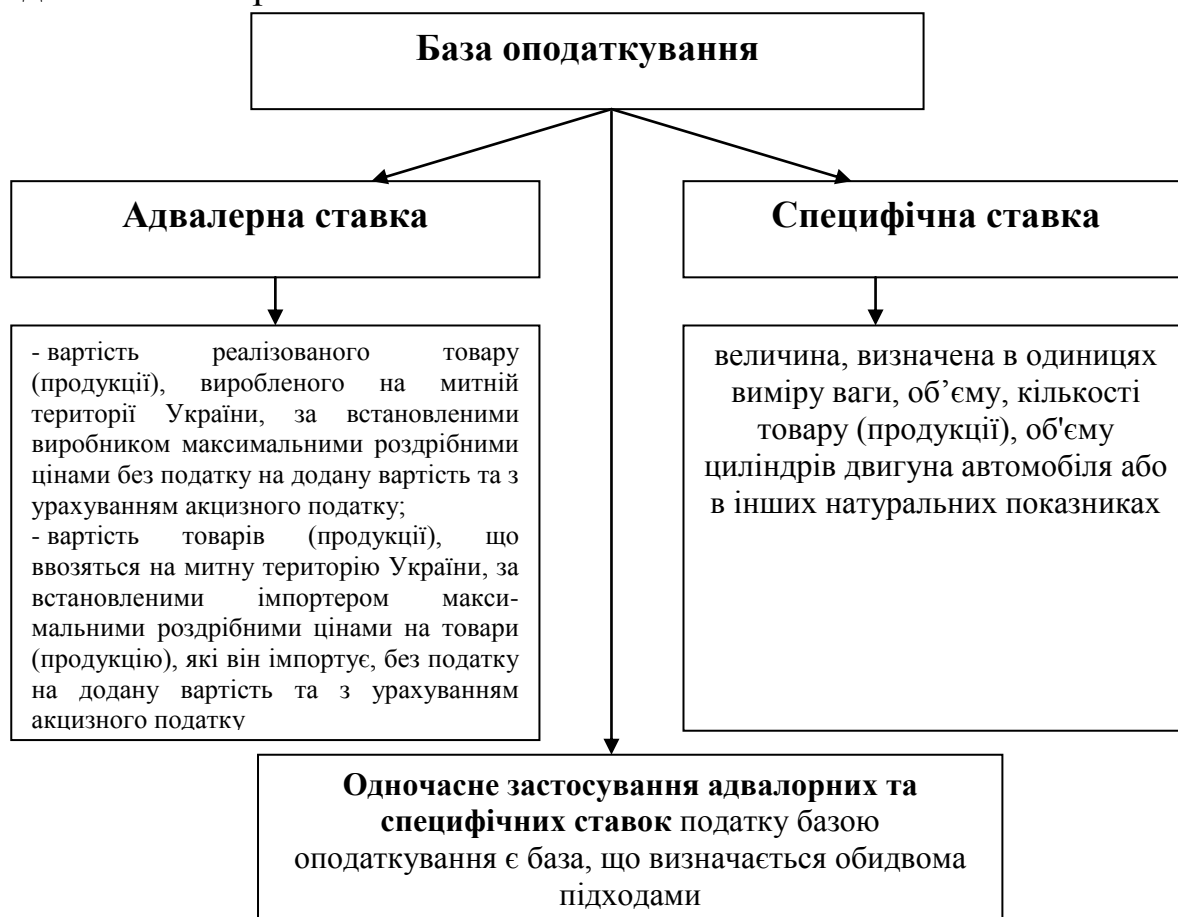 База оподаткування
Адвалерна ставка
Специфічна ставка
- вартість реалізованого товару
(продукції), виробленого на митній
території України, за встановленими
виробником максимальними роздрібними
цінами без податку на додану вартість та з
урахуванням акцизного податку;
- вартість товарів (продукції), що
ввозяться на митну територію України, за
встановленими імпортером макси-
мальними роздрібними цінами на товари
(продукцію), які він імпортує, без податку
на додану вартість та з урахуванням
акцизного податку
величина, визначена в одиницях
виміру ваги, об’єму, кількості
товару (продукції), об'єму
циліндрів двигуна автомобіля або
в інших натуральних показниках
Одночасне застосування адвалорних та
специфічних ставок податку базою
оподаткування є база, що визначається обидвома
підходами